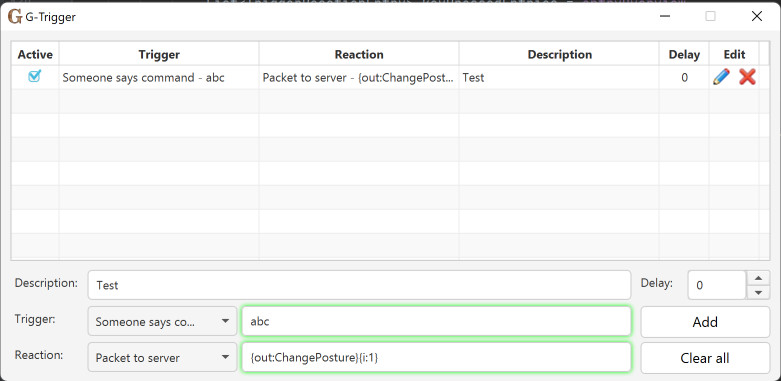 G G-Trigger
Active Trigger Reaction Description Delay Edit
Someone says command - abc Packet to server - {out:ChangePost... Test 0
Description: Test Delay: 0
Trigger: Someone says co... abc Add
Reaction: Packet to server {out:ChangePosture}{i:1} Clear all